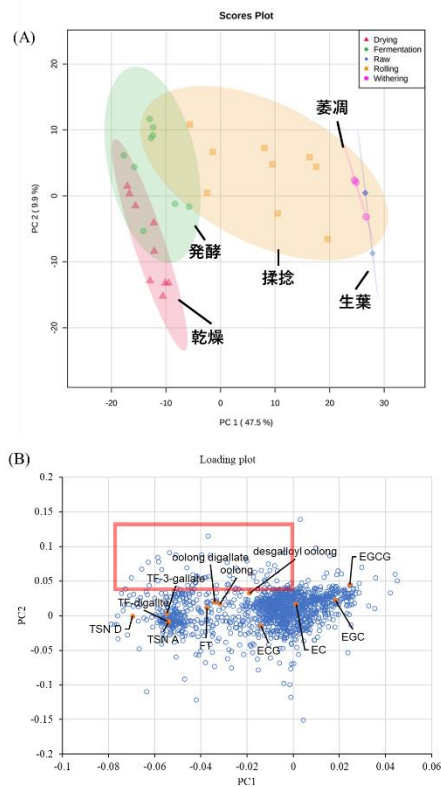 (A)
Scores Plot
Drying
Fermentation
Raw
Rolling
Withering
萎凋
発酵
揉捻
生葉
乾燥
20
10
0
-10
-20
PC 2 ( 9.9 %)
-20
-10
0
10
20
30
PC 1 ( 47.5 %)
(B)
Loading plot
0.2
0.15
0.1
0.05
0
-0.05
-0.1
-0.15
-0.2
PC2
oolong digallate
desgalloyl oolong
oolong
EGCG
TF-3-gallate
TF-digallate
TSN D
TSN A
FT
ECG
EC
EGC
-0.1
-0.08
-0.06
-0.04
-0.02
0
0.02
0.04
0.06
PC1